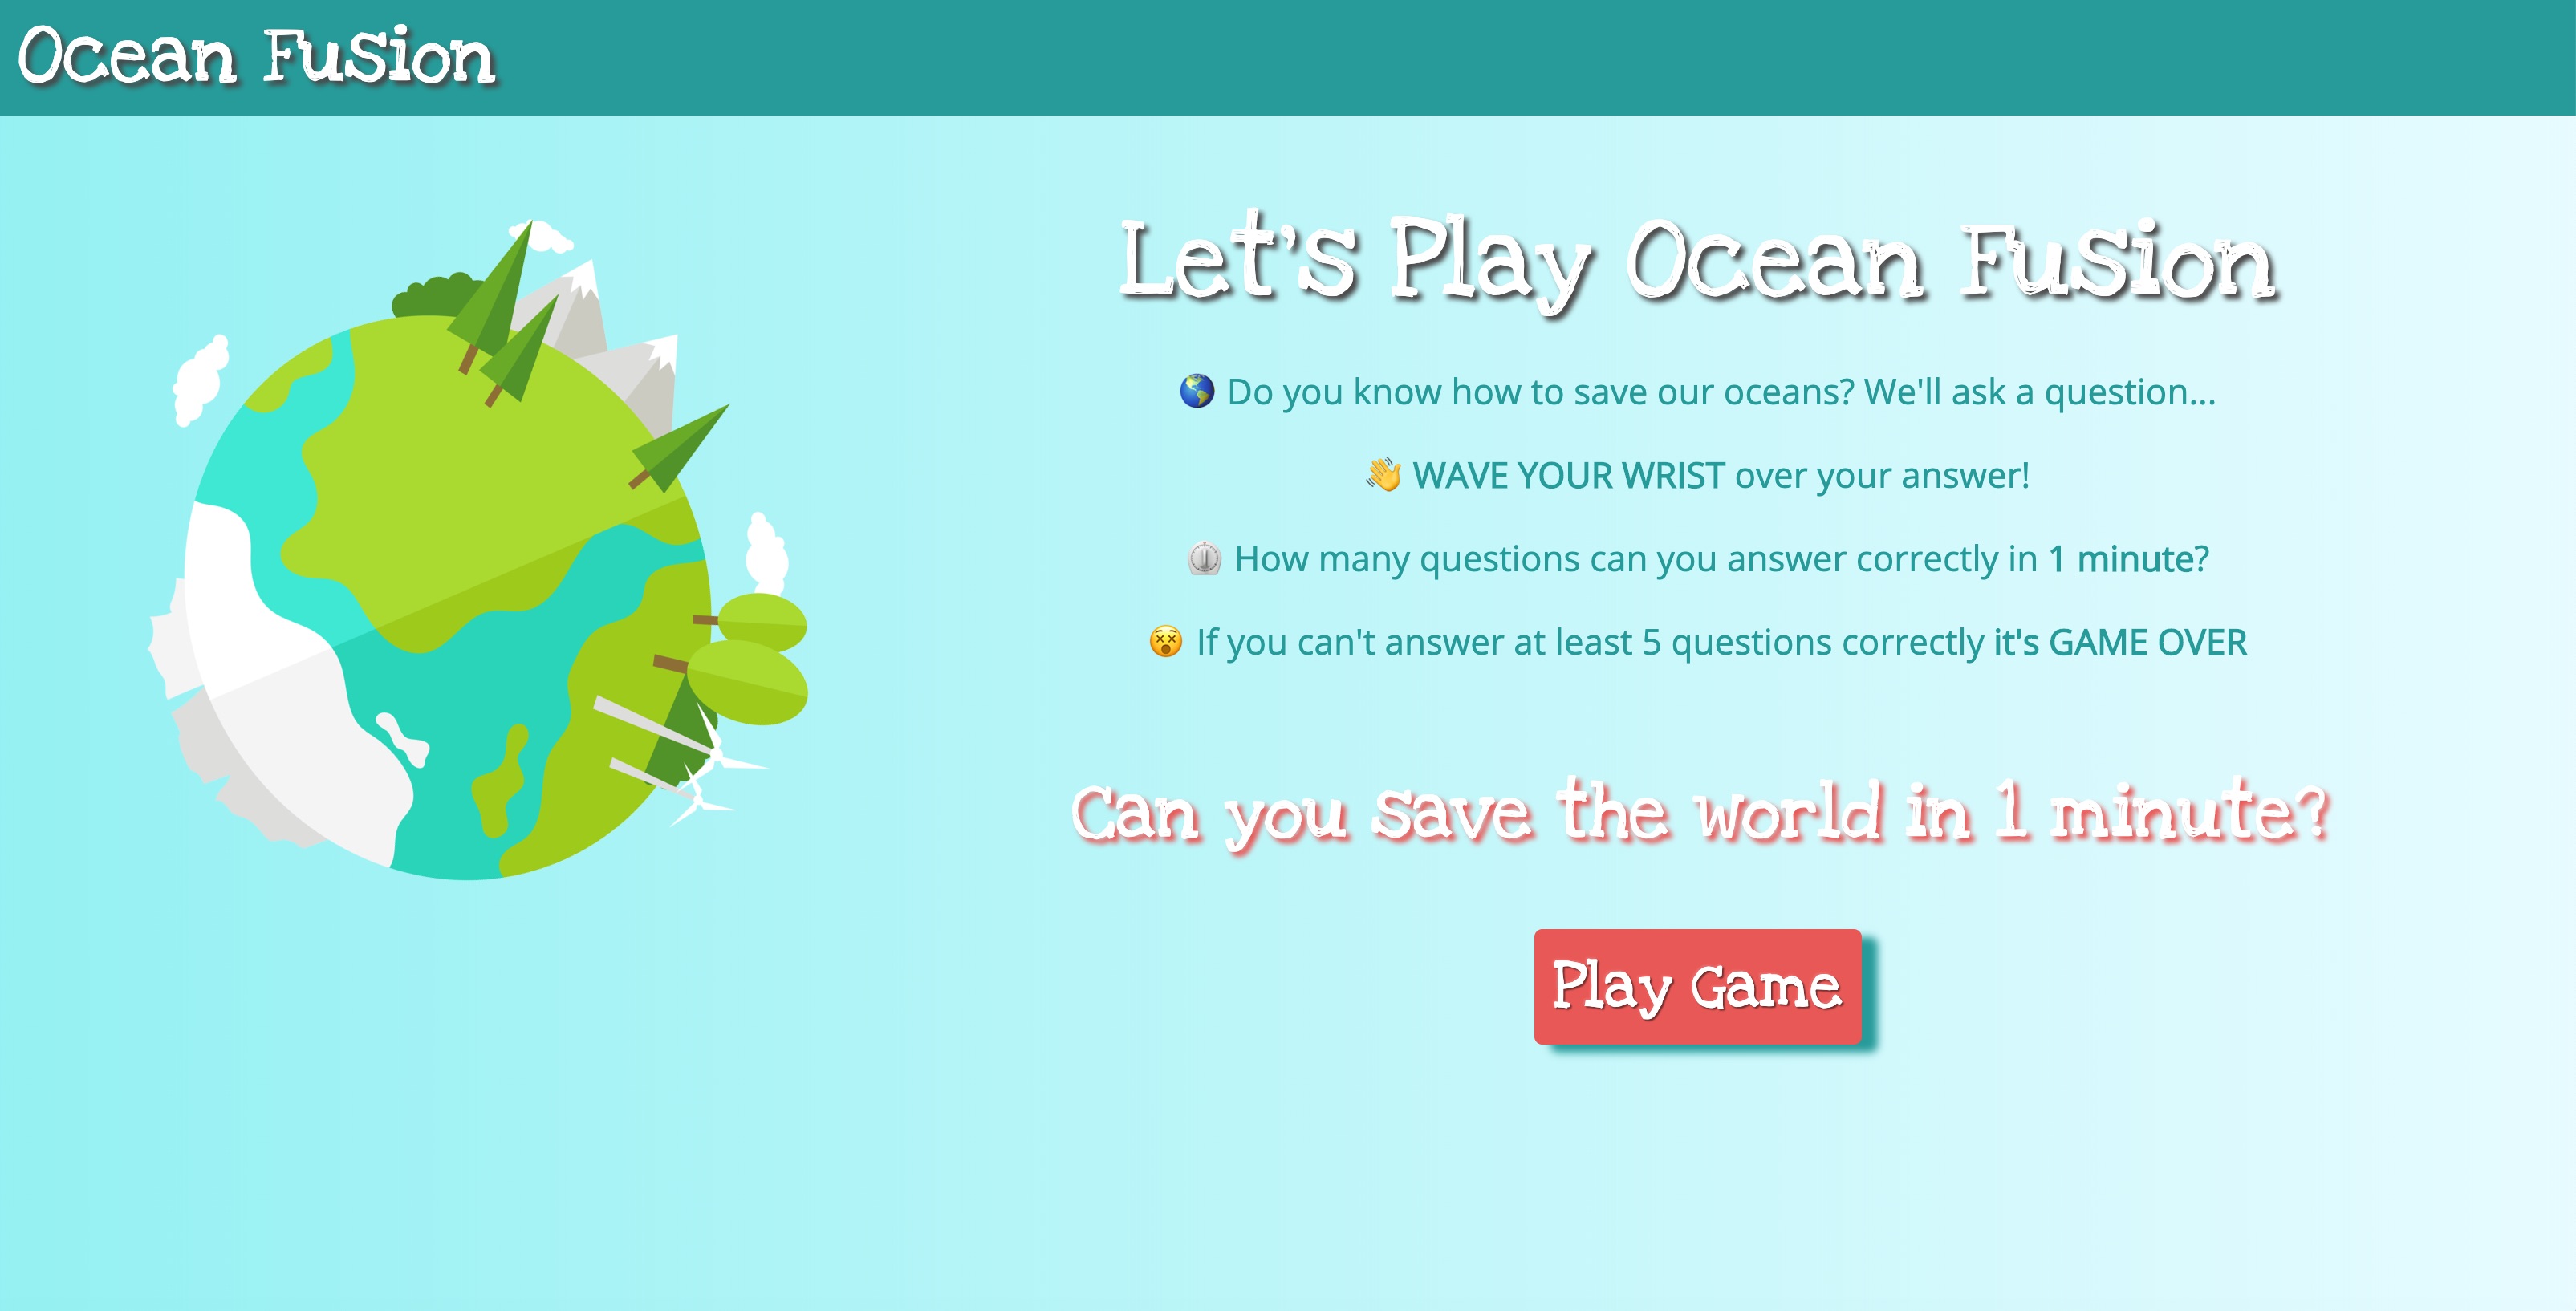 Ocean Fusion
Let's Play Ocean Fusion
🌎 Do you know how to save our oceans? We'll ask a question...
👋 WAVE YOUR WRIST over your answer!
⏲️ How many questions can you answer correctly in 1 minute?
😵 If you can't answer at least 5 questions correctly it's GAME OVER
Can you save the world in 1 minute?
Play Game